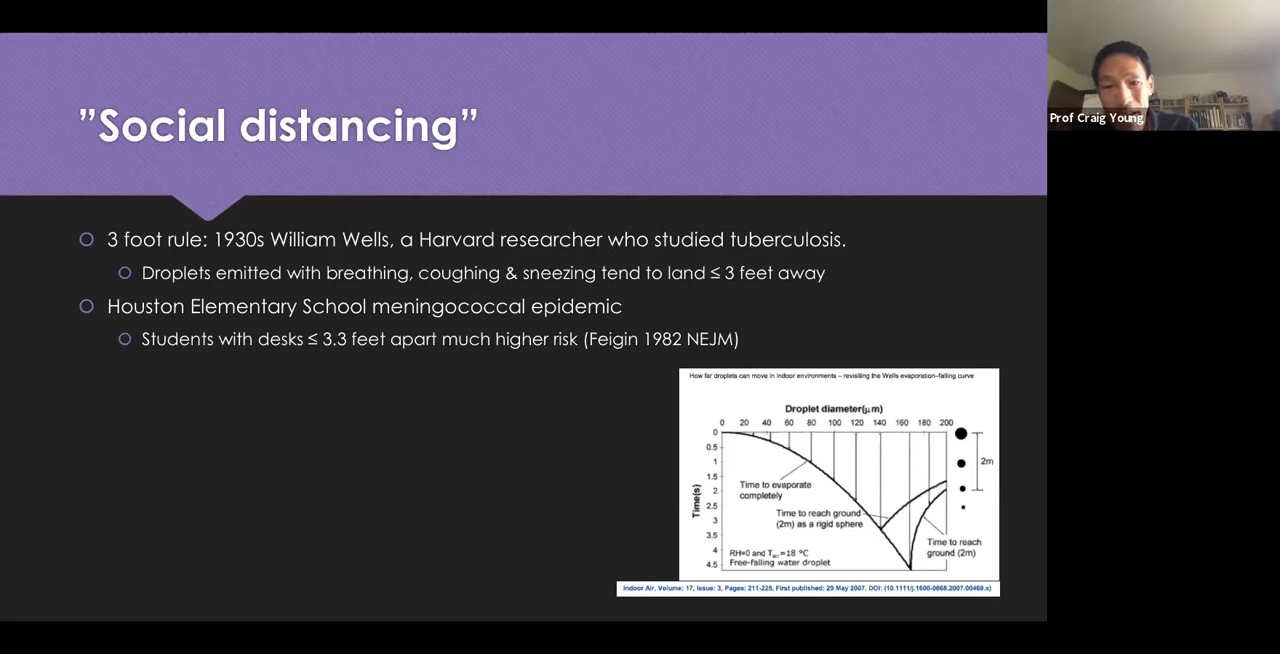 ”Social distancing”
Prof Craig Young
3 foot rule: 1930s William Wells, a Harvard researcher who studied tuberculosis.
Droplets emitted with breathing, coughing & sneezing tend to land ≤ 3 feet away
Houston Elementary School meningococcal epidemic
Students with desks ≤ 3.3 feet apart much higher risk (Feigin 1982 NEJM)
How far droplets can move in indoor environments – revisiting the Wells evaporation–falling curve
Droplet diameter(μm)
0 20 40 60 80 100 120 140 160 180 200
0
0.5
1
1.5
2
2.5
3
3.5
4
4.5
Time(s)
2m
Time to evaporate
completely
Time to reach ground
(2m) as a rigid sphere
Time to reach
ground (2m)
RH=0 and Tair=18 °C
Free-falling water droplet
Indoor Air, Volume: 17, Issue: 3, Pages: 211-225, First published: 29 May 2007, DOI: (10.1111/j.1600-0668.2007.00469.x)